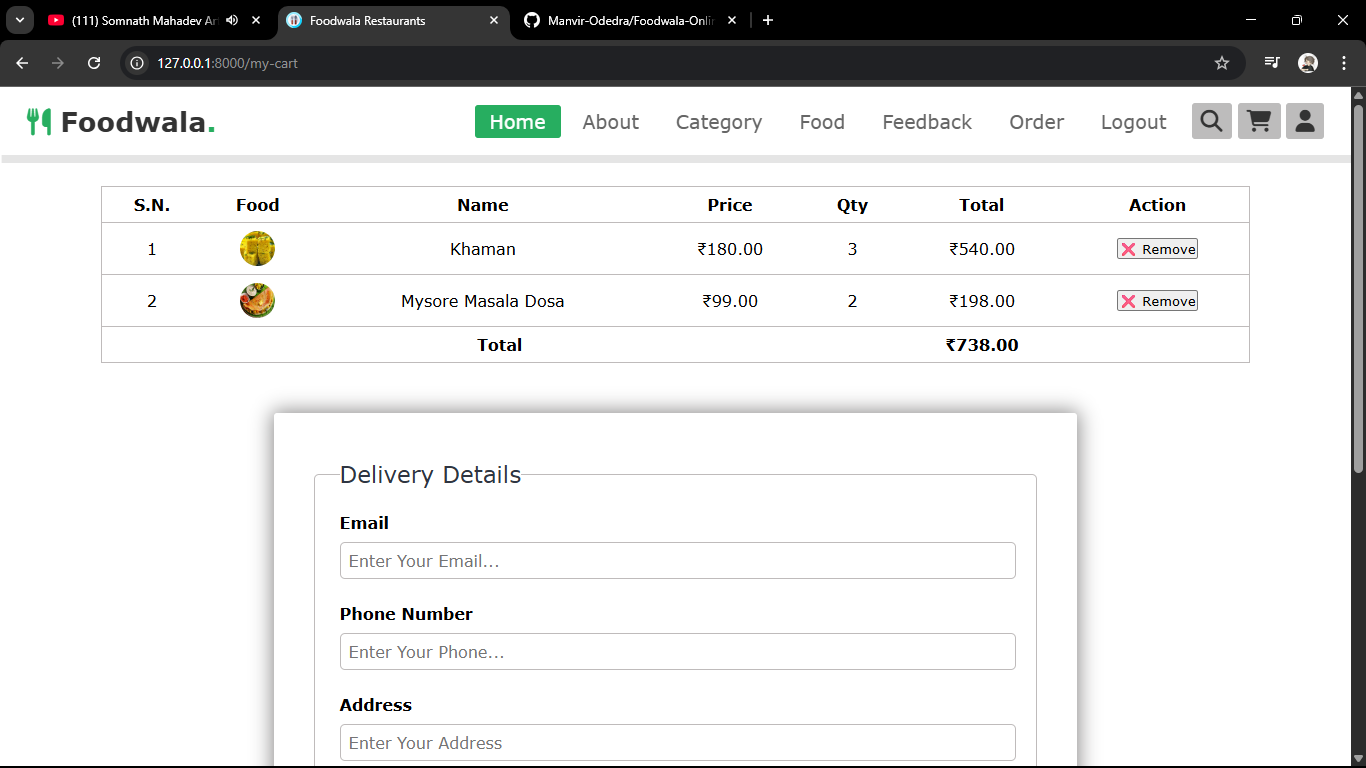 (111) Somnath Mahadev Ar
Foodwala Restaurants
Manvir-Odedra/Foodwala-Onlin
127.0.0.1:8000/my-cart
Foodwala.
Home About Category Food Feedback Order Logout
S.N. Food Name Price Qty Total Action
1 Khaman ₹180.00 3 ₹540.00 ❌ Remove
2 Mysore Masala Dosa ₹99.00 2 ₹198.00 ❌ Remove
Total ₹738.00
Delivery Details
Email
Enter Your Email...
Phone Number
Enter Your Phone...
Address
Enter Your Address